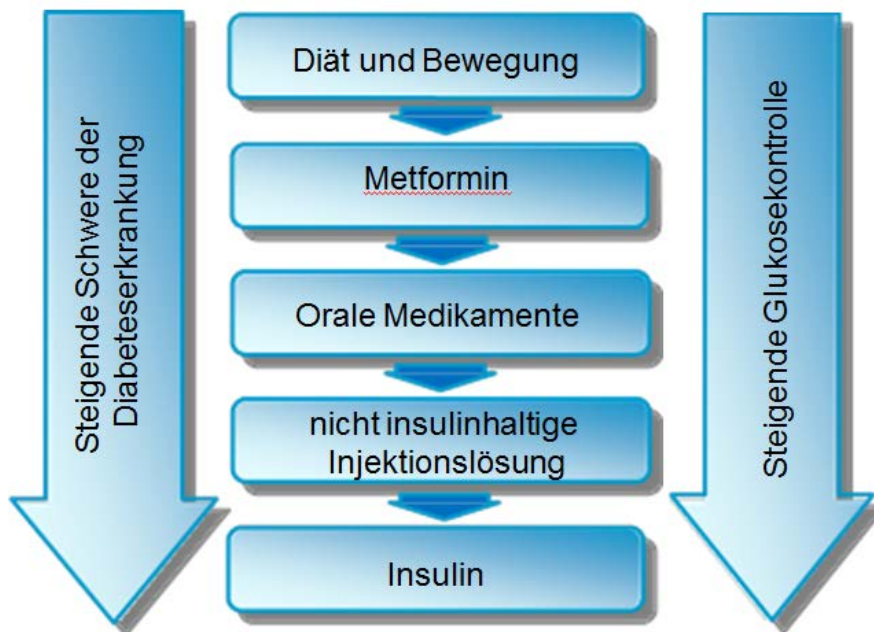 Steigende Schwere der
Diabeteserkrankung
Diät und Bewegung
Metformin
Orale Medikamente
nicht insulinhaltige
Injektionslösung
Insulin
Steigende Glukosekontrolle